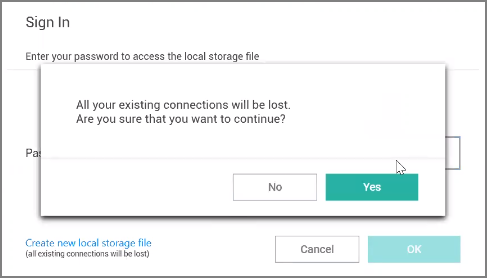 Sign In
Enter your password to access the local storage file
All your existing connections will be lost.
Are you sure that you want to continue?
No
Yes
Create new local storage file
(all existing connections will be lost)
Cancel
OK